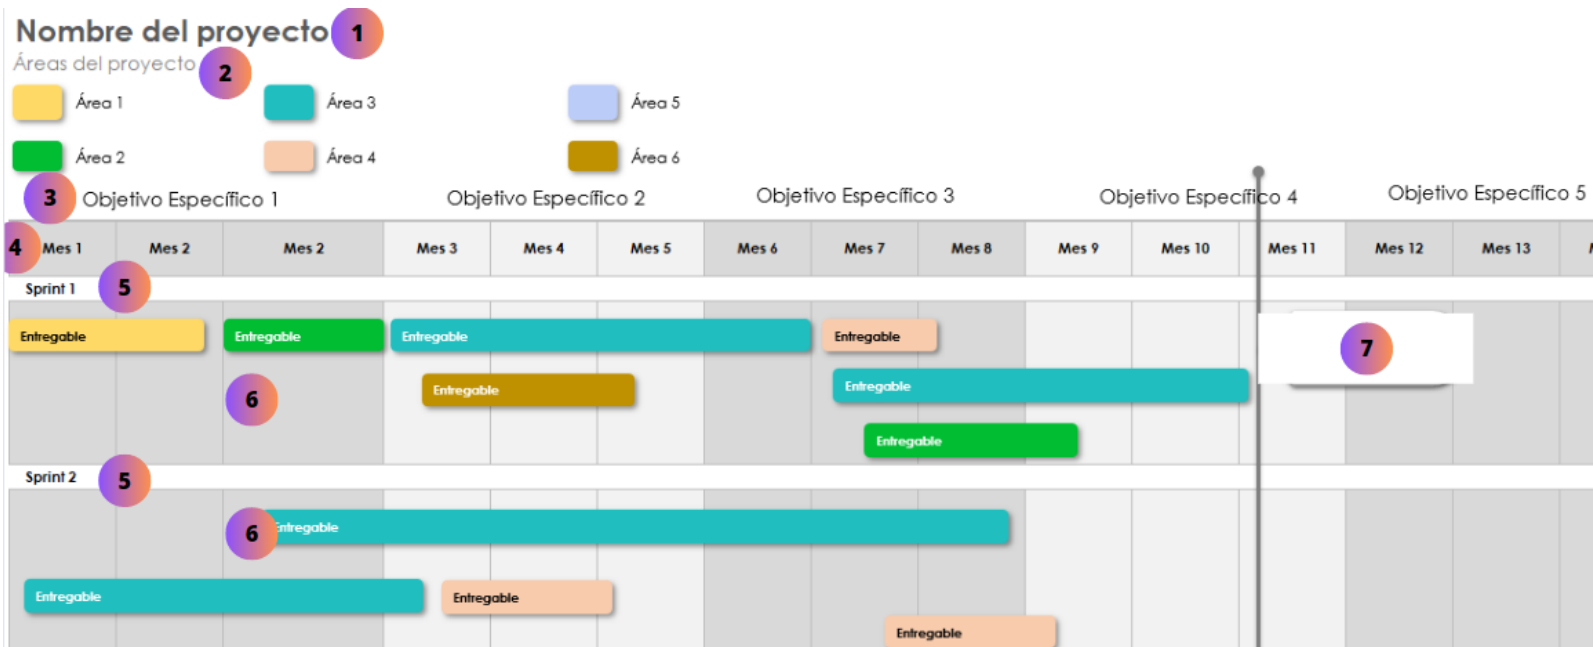 Nombre del proyecto 1
Áreas del proyecto 2
Área 1 Área 3 Área 5
Área 2 Área 4 Área 6
3 Objetivo Específico 1 Objetivo Específico 2 Objetivo Específico 3 Objetivo Específico 4 Objetivo Específico 5
4 Mes 1 Mes 2 Mes 2 Mes 3 Mes 4 Mes 5 Mes 6 Mes 7 Mes 8 Mes 9 Mes 10 Mes 11 Mes 12 Mes 13
Sprint 1 5
Entregable Entregable Entregable Entregable 7
6 Entregable Entregable
Entregable
Sprint 2 5
6 Entregable
Entregable Entregable
Entregable